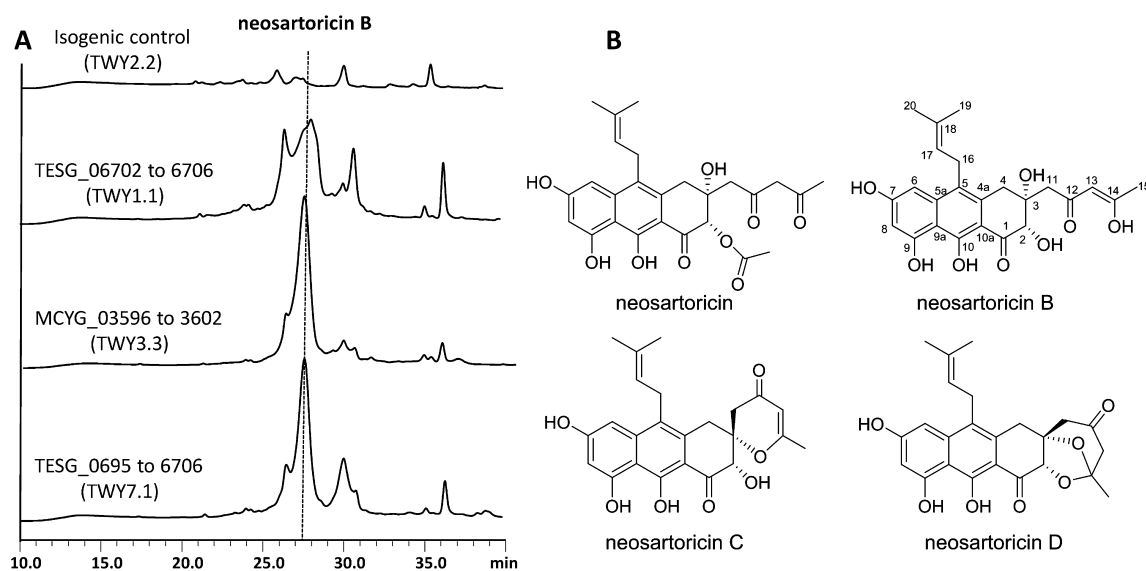 A
neosartoricin B
Isogenic control
(TWY2.2)
TESG_06702 to 6706
(TWY1.1)
MCYG_03596 to 3602
(TWY3.3)
TESG_0695 to 6706
(TWY7.1)
10.0 15.0 20.0 25.0 30.0 35.0 min
B
OH
HO
O O
O
OH OH O
O
neosartoricin
20 19
18
17
16
OH 11 13 15
HO 7 6 5a 5 4a 4 3 12 14
8 9 9a 10 10a 1 2 O OH
OH
OH OH O
neosartoricin B
O
HO
O
OH
OH OH O
neosartoricin C
O
HO
O
O
OH OH O
neosartoricin D